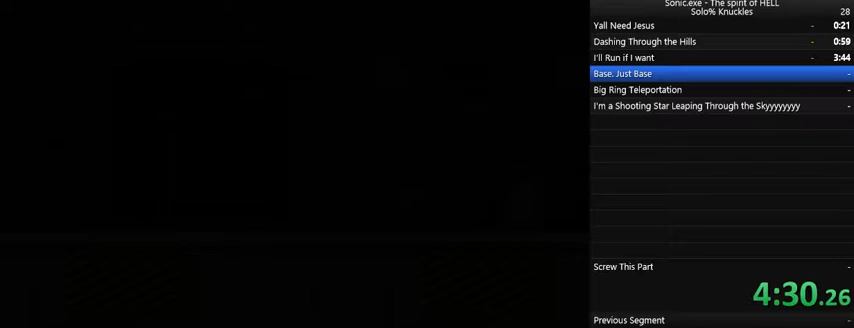 Sonic.exe - The spirit of HELL
Solo% Knuckles 28
Yall Need Jesus - 0:21
Dashing Through the Hills - 0:59
I'll Run if I want - 3:44
Base. Just Base -
Big Ring Teleportation -
I'm a Shooting Star Leaping Through the Skyyyyyyyy -
Screw This Part -
4:30.26
Previous Segment -